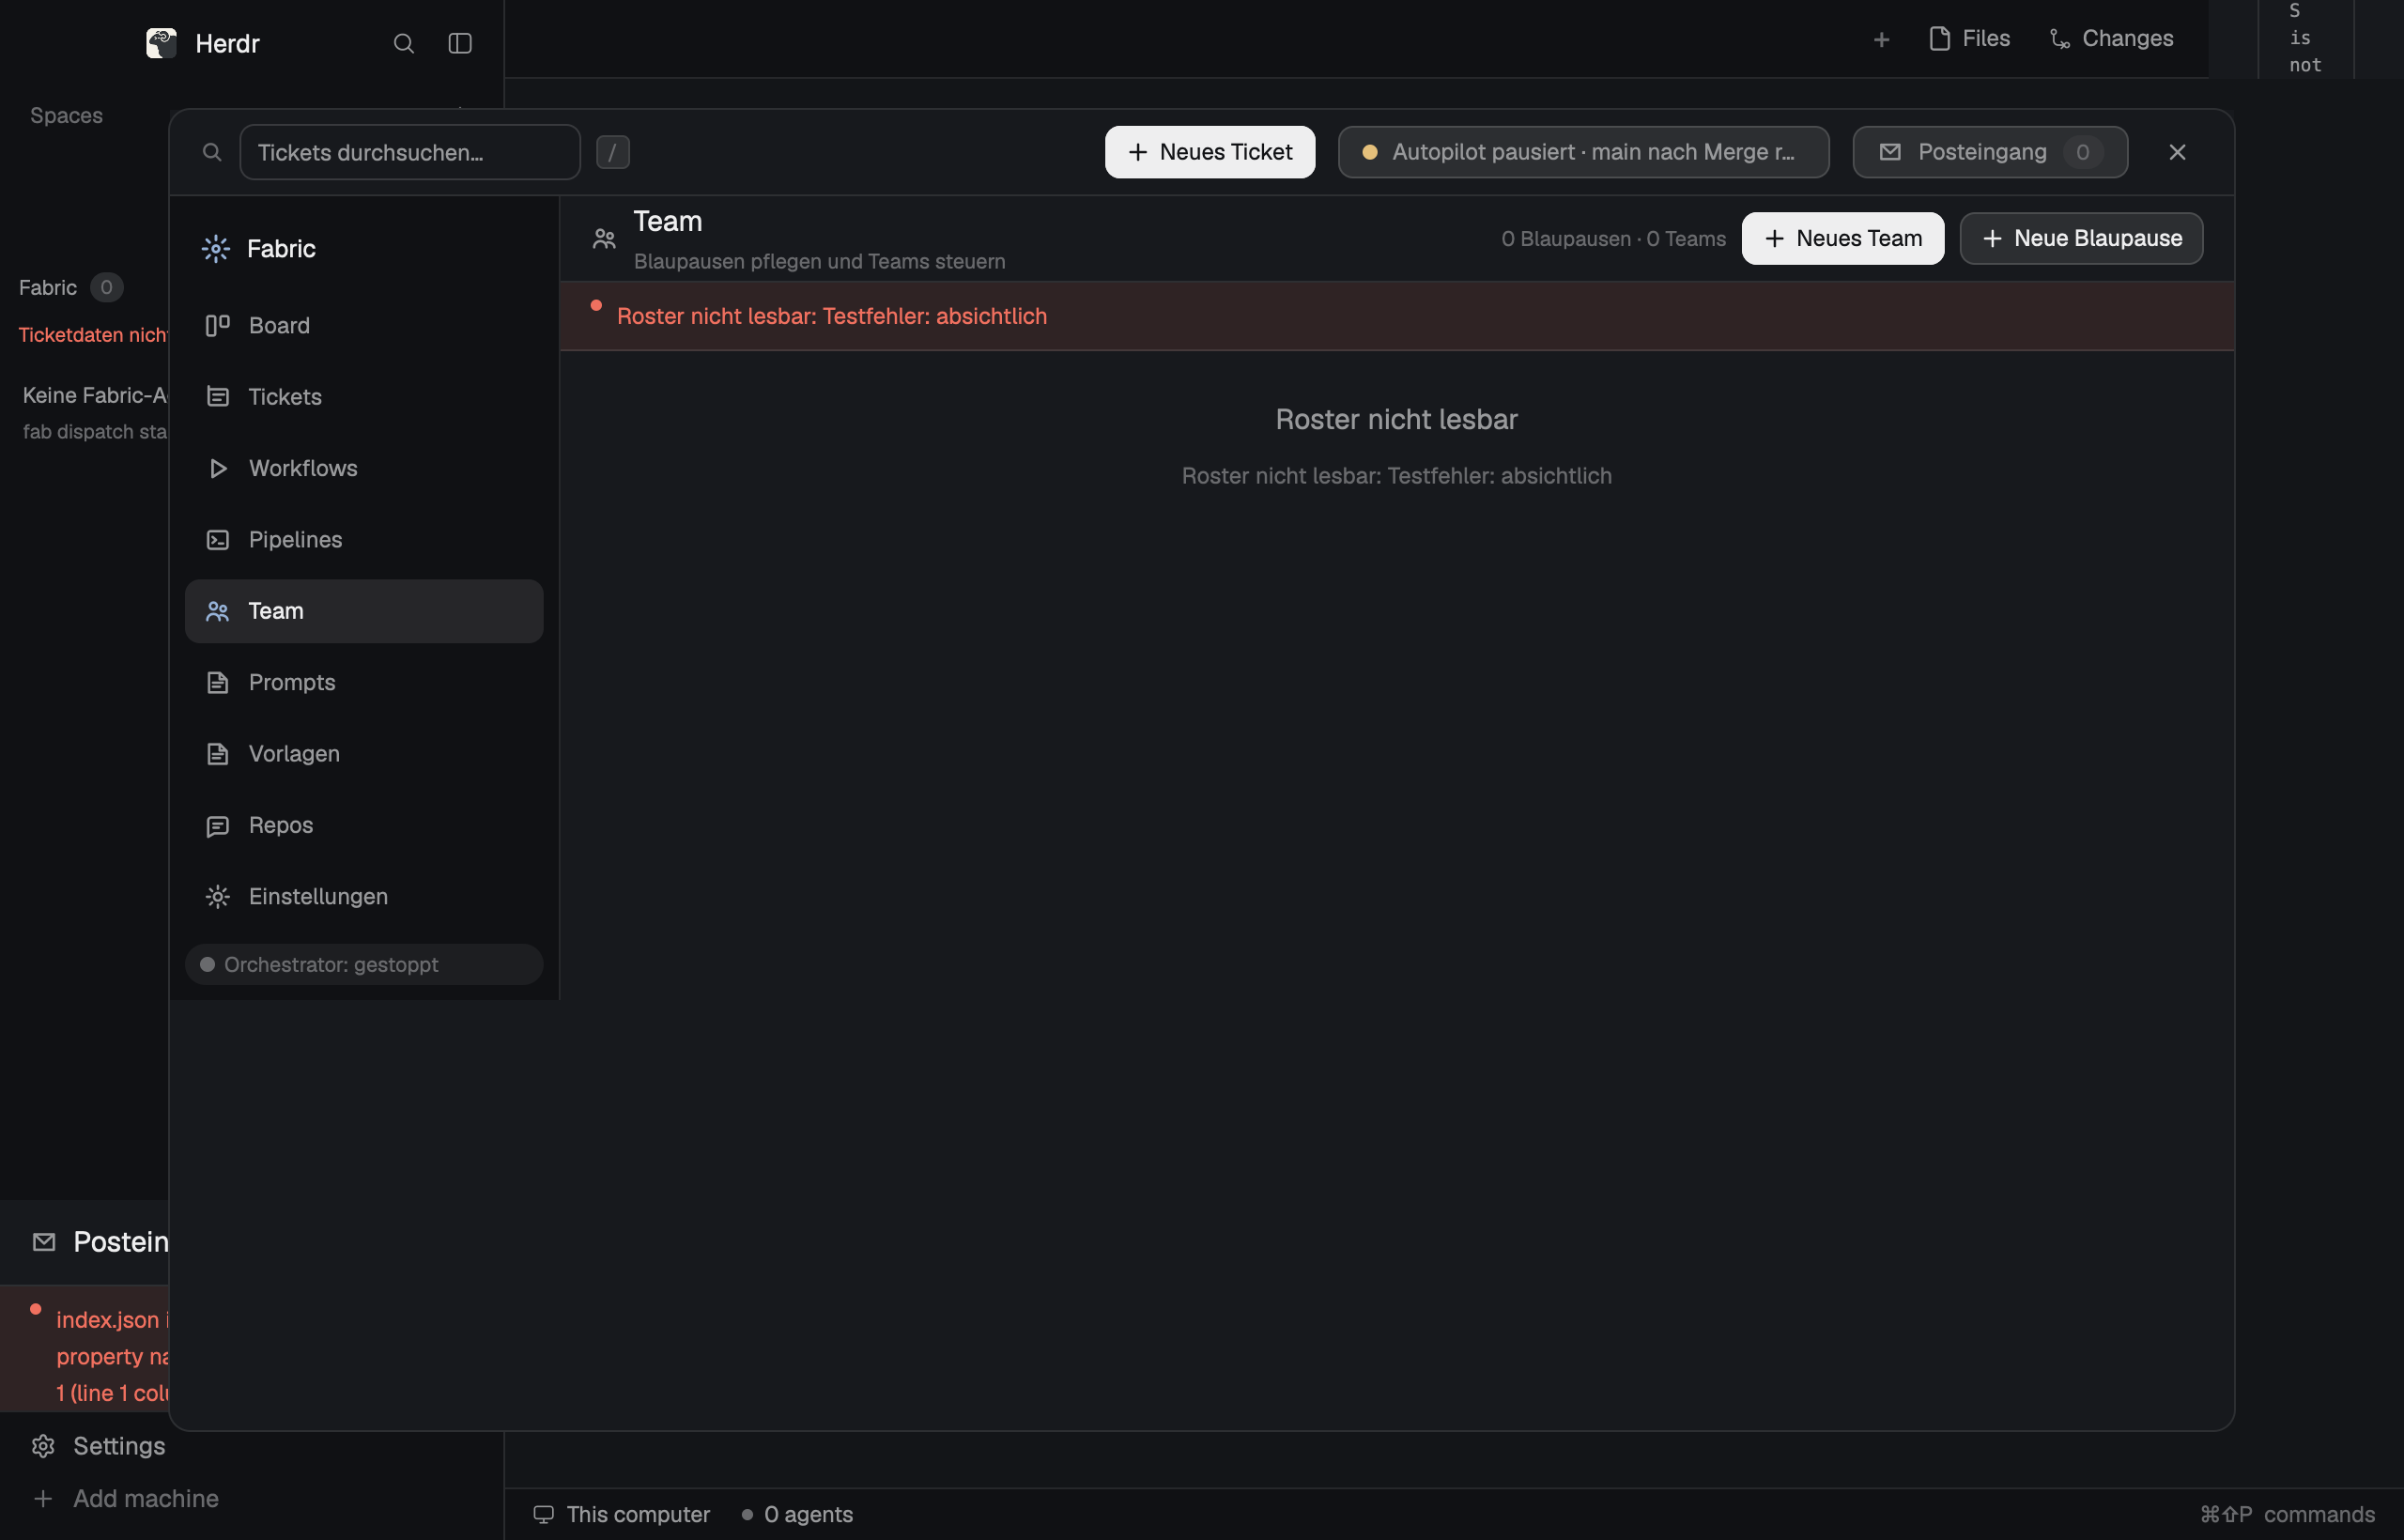 Herdr
Files
Changes
S
is
not
Spaces
Tickets durchsuchen...
/
Neues Ticket
Autopilot pausiert · main nach Merge r...
Posteingang 0
Fabric
Team
Blaupausen pflegen und Teams steuern
0 Blaupausen · 0 Teams
Neues Team
Neue Blaupause
Fabric 0
Ticketdaten nich
Keine Fabric-A
fab dispatch sta
Roster nicht lesbar: Testfehler: absichtlich
Roster nicht lesbar
Roster nicht lesbar: Testfehler: absichtlich
Board
Tickets
Workflows
Pipelines
Team
Prompts
Vorlagen
Repos
Einstellungen
Orchestrator: gestoppt
Postein
index.json
property na
1 (line 1 colu
Settings
Add machine
This computer
0 agents
⌘⇧P commands